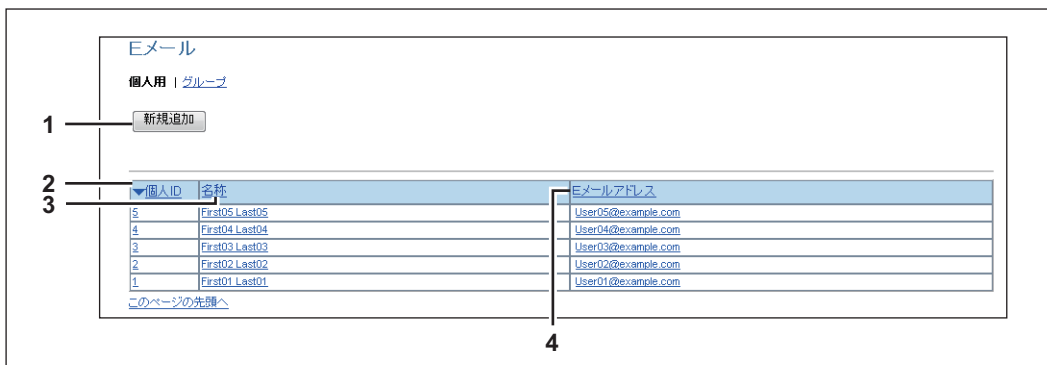 Eメール
個人用 | グループ
1 新規追加
2 ▼個人ID 名称 Eメールアドレス
3
5 First05 Last05 User05@example.com
4 First04 Last04 User04@example.com
3 First03 Last03 User03@example.com
2 First02 Last02 User02@example.com
1 First01 Last01 User01@example.com
このページの先頭へ
4